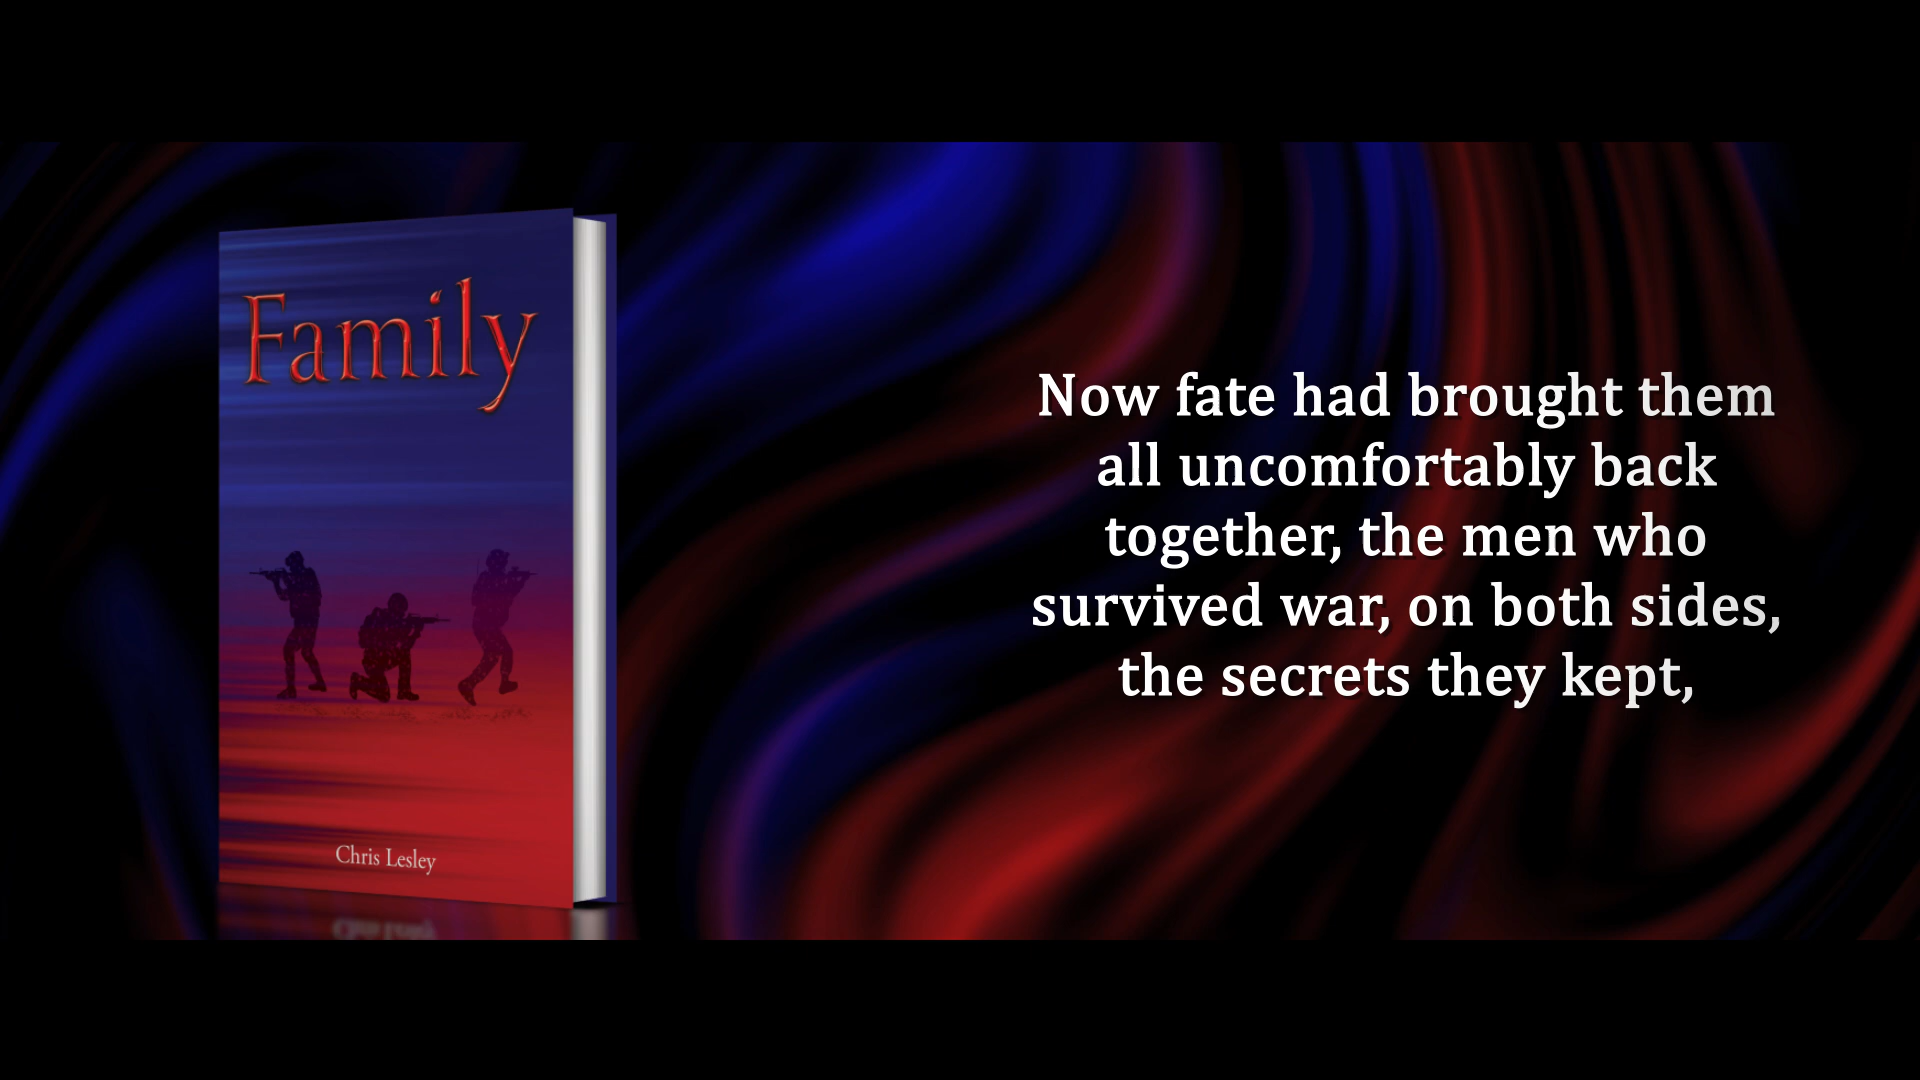 Family
Chris Lesley
Now fate had brought them
all uncomfortably back
together, the men who
survived war, on both sides,
the secrets they kept,